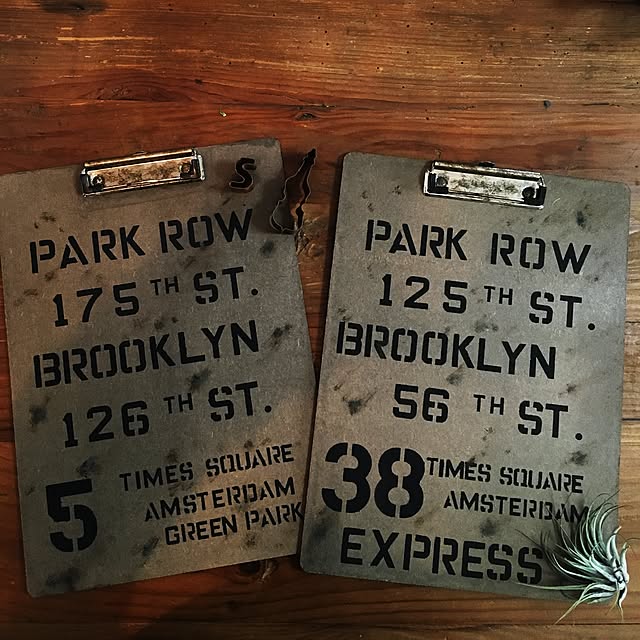 S
PARK ROW
175 TH ST.
BROOKLYN
126 TH ST.
5 TIMES SQUARE
AMSTERDAM
GREEN PARK
PARK ROW
125 TH ST.
BROOKLYN
56 TH ST.
38 TIMES SQUARE
AMSTERDAM
EXPRESS